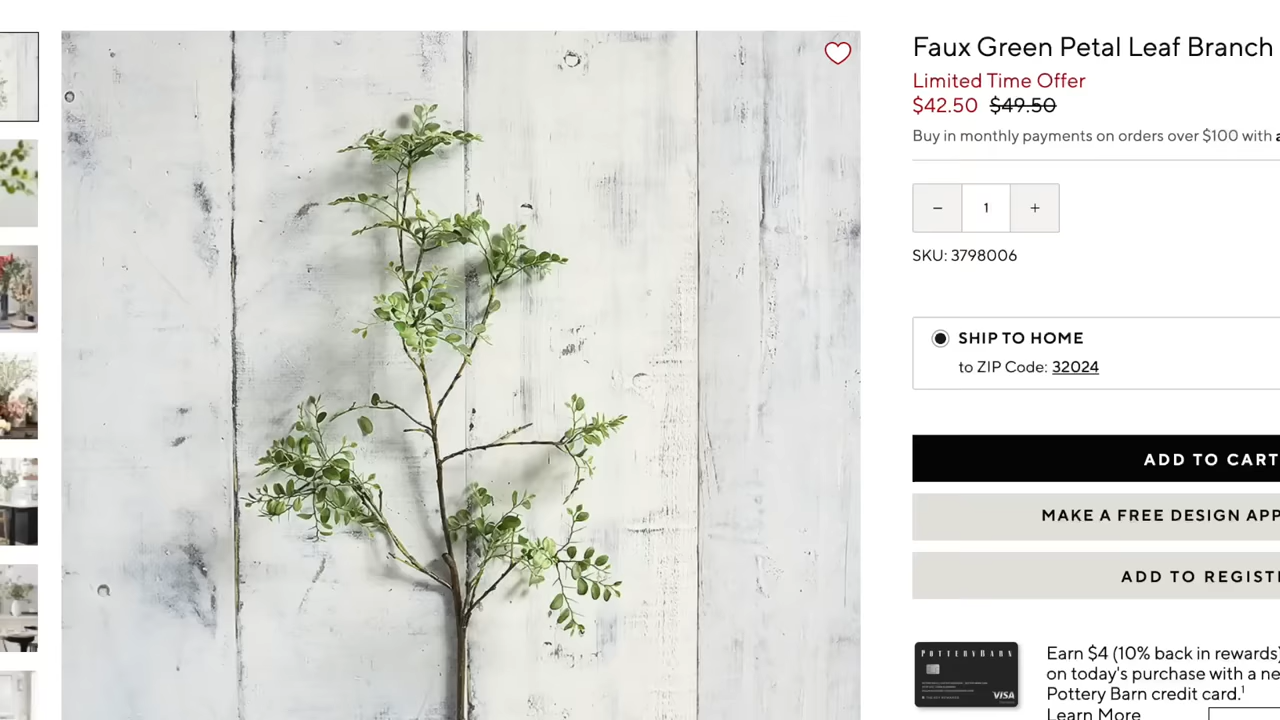 Faux Green Petal Leaf Branch
Limited Time Offer
$42.50 $49.50
Buy in monthly payments on orders over $100 with
− 1 +
SKU: 3798006
SHIP TO HOME
to ZIP Code: 32024
ADD TO CART
MAKE A FREE DESIGN APP
ADD TO REGIST
POTTERY BARN
VISA
Earn $4 (10% back in rewards)
on today's purchase with a ne
Pottery Barn credit card.¹
Learn More